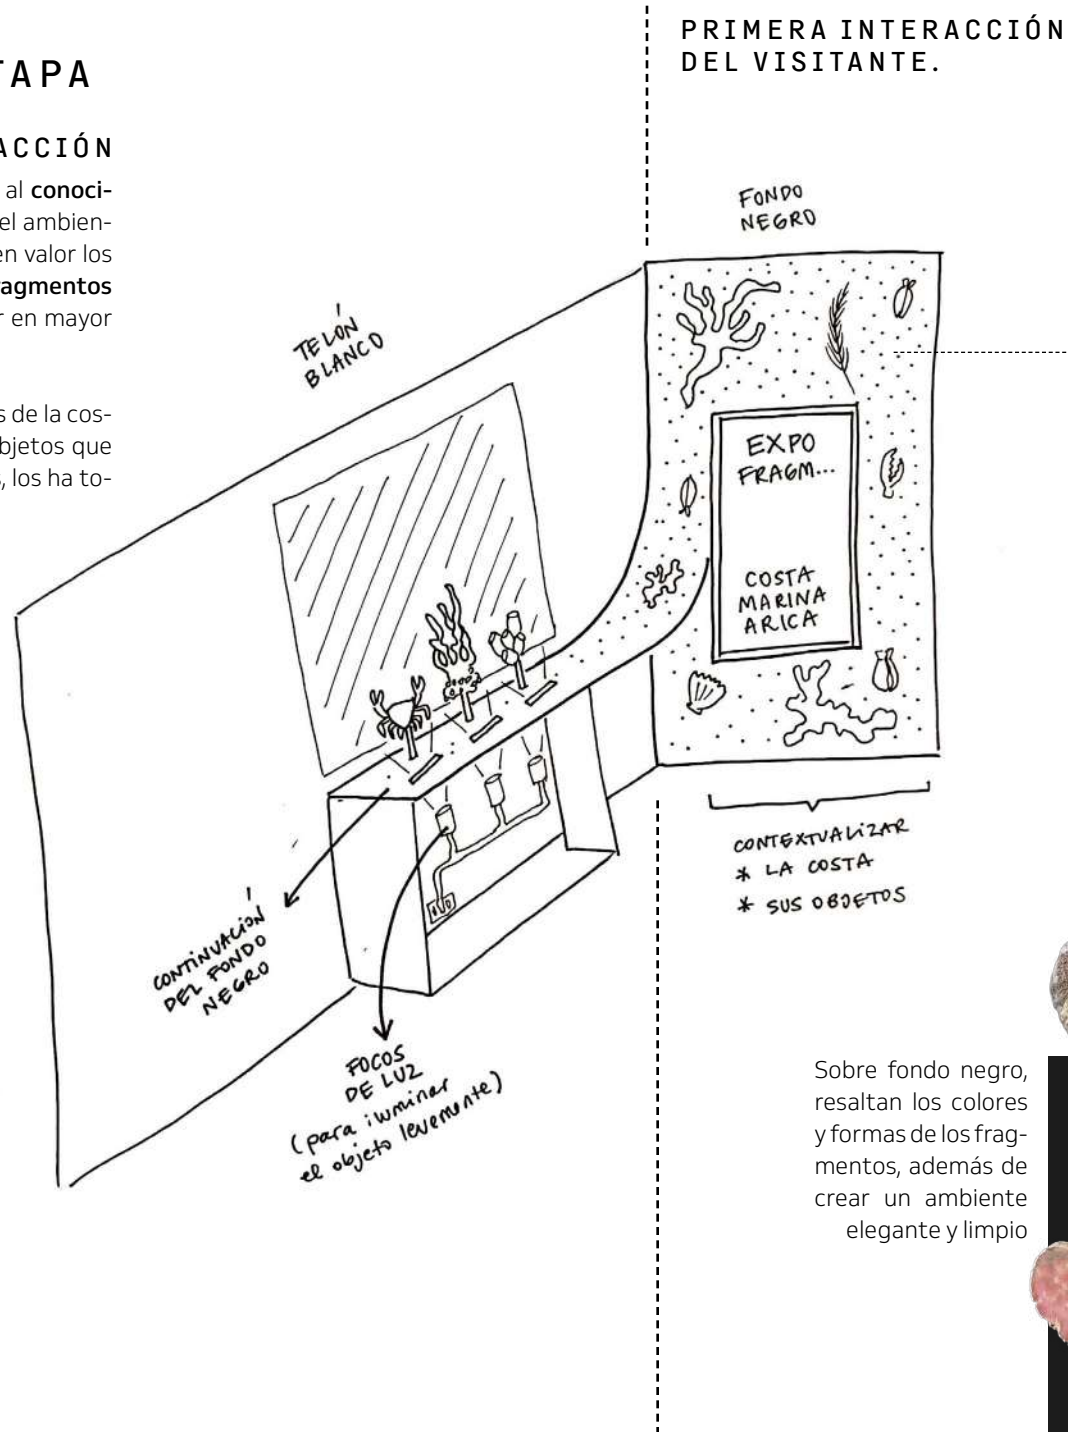 TAPA
ACCIÓN
al conoci-
el ambien-
en valor los
ragmentos
r en mayor
s de la cos-
bjetos que
s, los ha to-
PRIMERA INTERACCIÓN
DEL VISITANTE.
FONDO
NEGRO
TELÓN
BLANCO
EXPO
FRAGM...
COSTA
MARINA
ARICA
CONTEXTUALIZAR
* LA COSTA
* SUS OBJETOS
CONTINUACIÓN
DEL FONDO
NEGRO
FOCOS
DE LUZ
(para iluminar
el objeto levemente)
Sobre fondo negro,
resaltan los colores
y formas de los frag-
mentos, además de
crear un ambiente
elegante y limpio